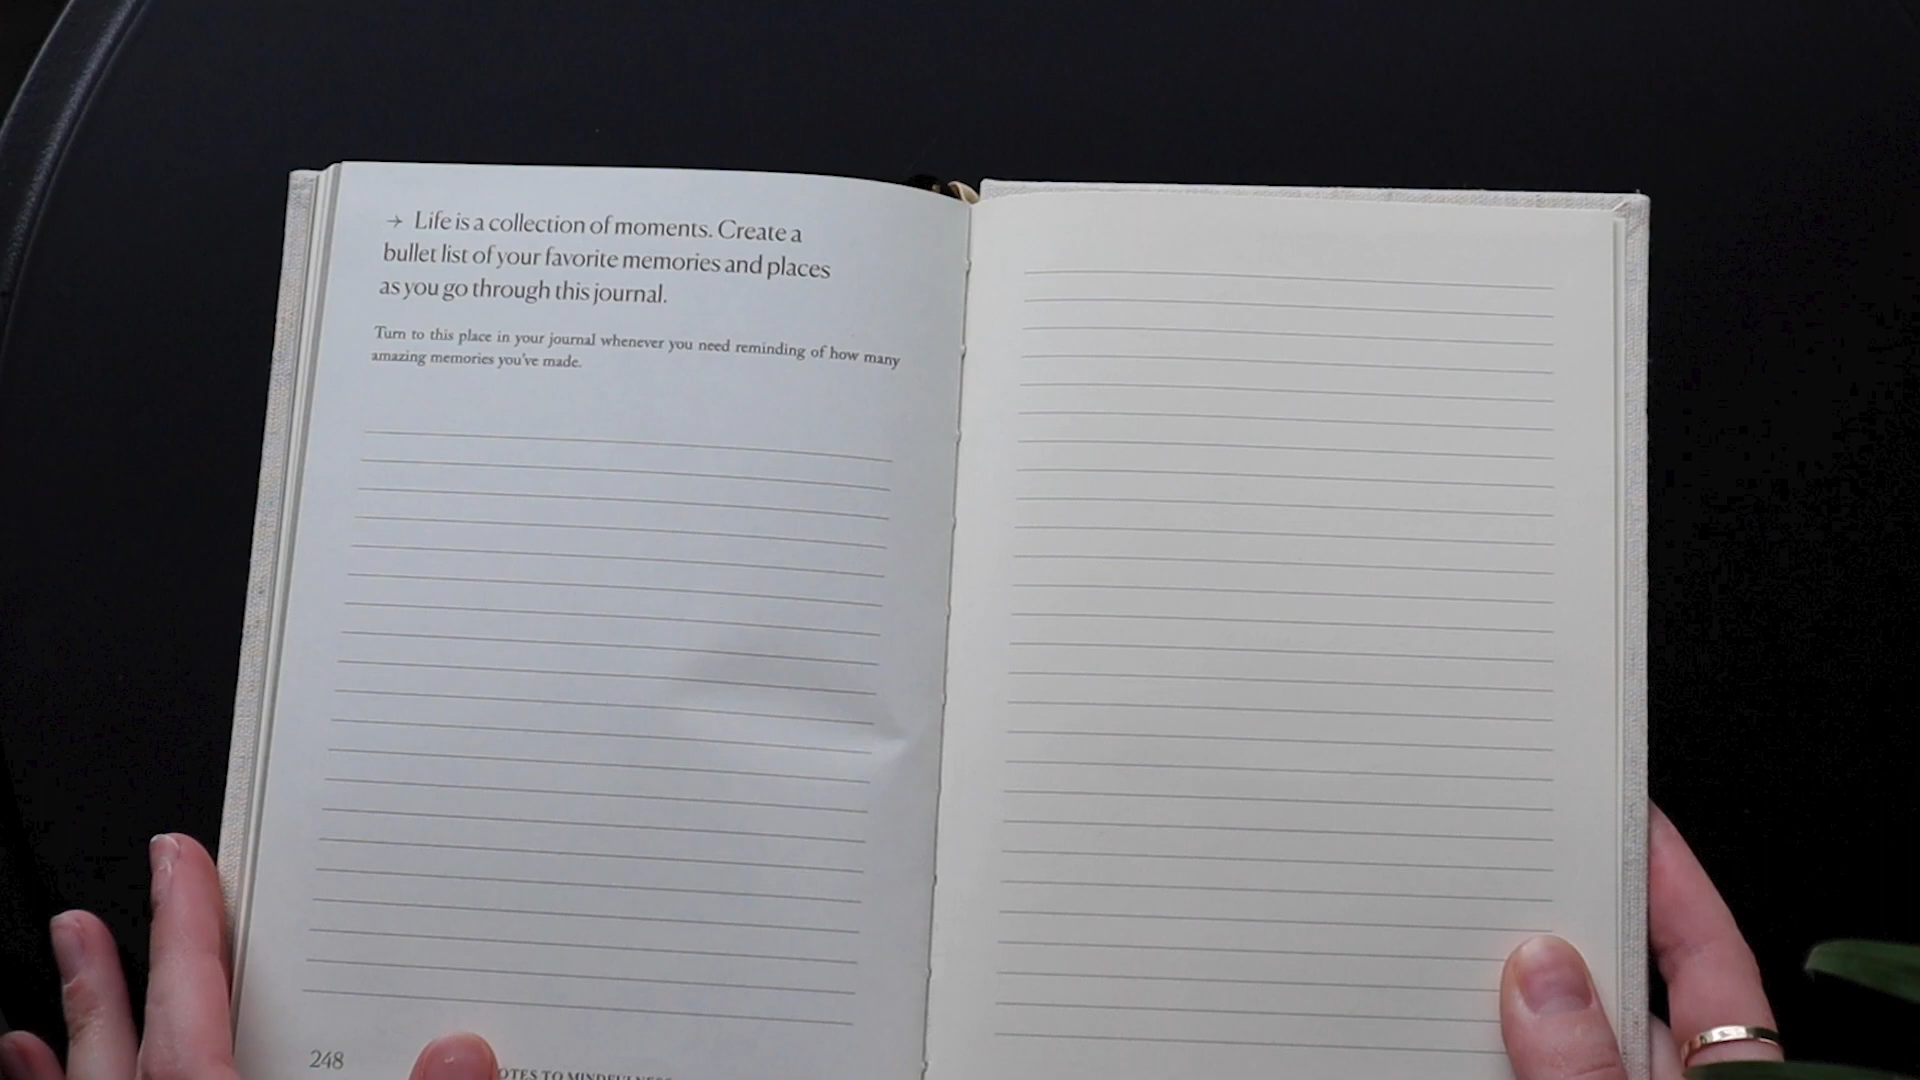 → Life is a collection of moments. Create a
bullet list of your favorite memories and places
as you go through this journal.
Turn to this place in your journal whenever you need reminding of how many
amazing memories you've made.
248
TO MINDFULNESS